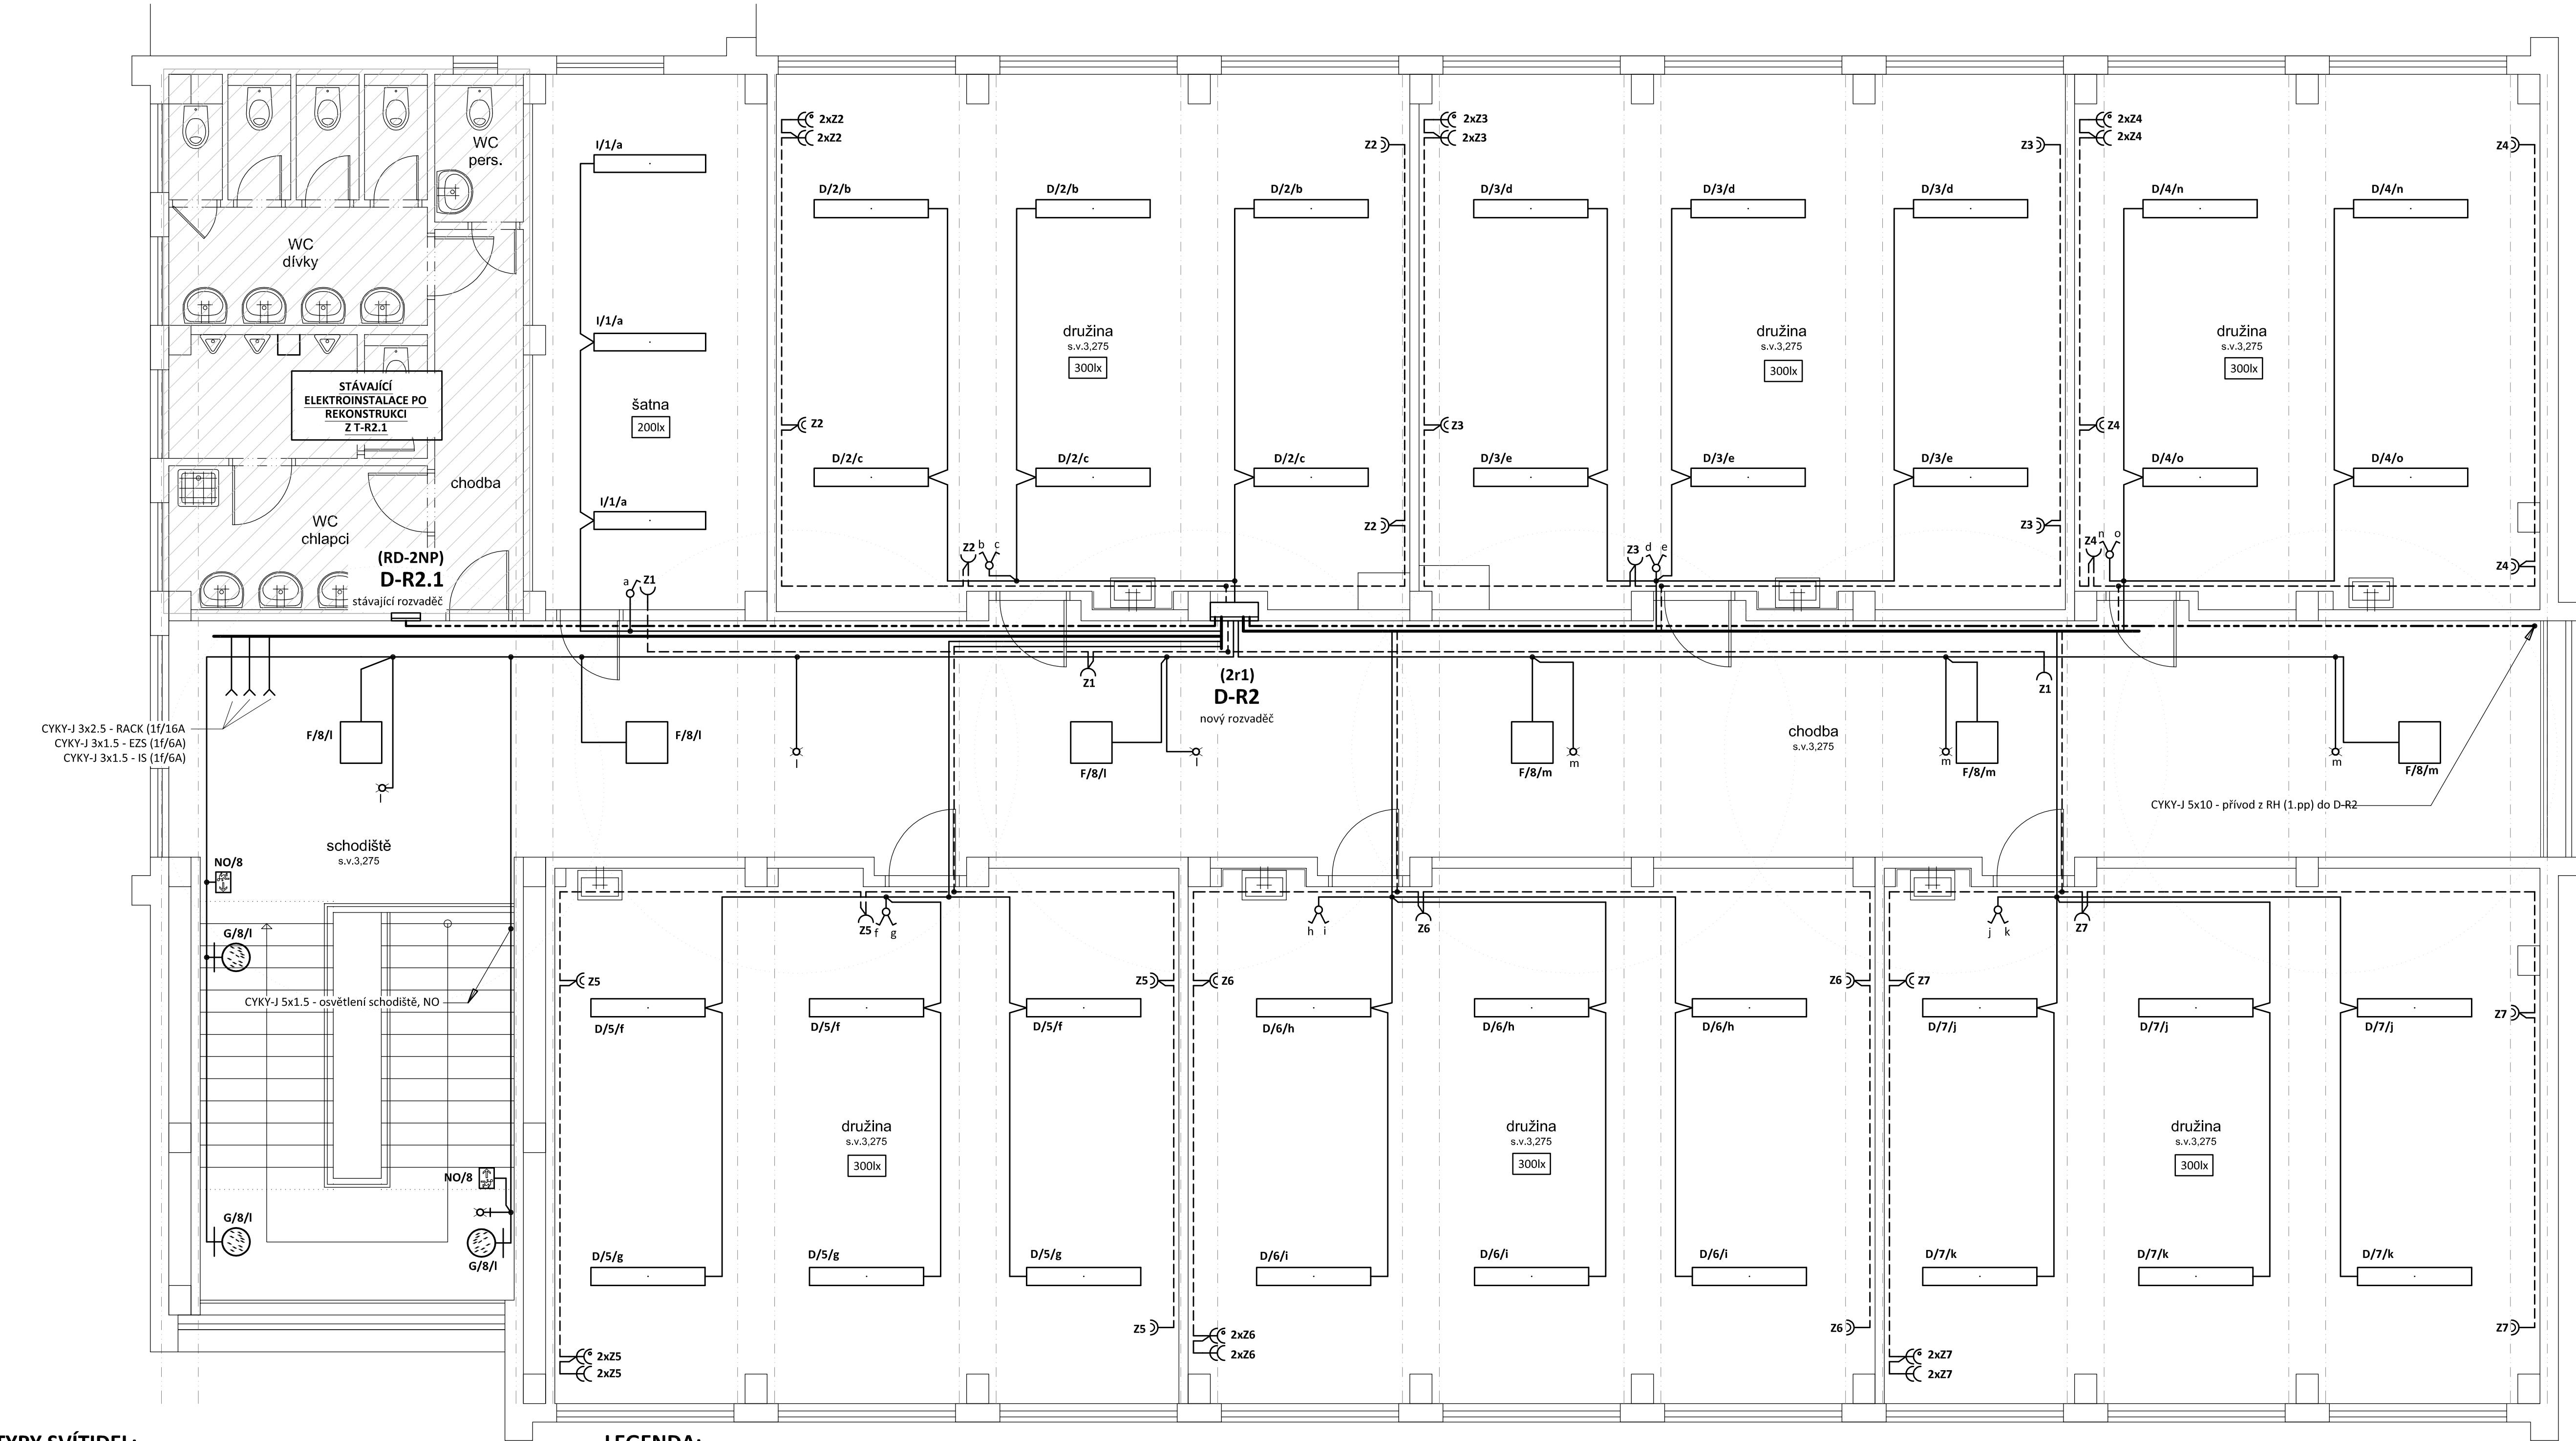 2xZ2
2xZ2
Z2
2xZ3
2xZ3
Z3
2xZ4
2xZ4
Z4
WC
pers.
I/1/a
D/2/b
D/2/b
D/2/b
D/3/d
D/3/d
D/3/d
D/4/n
D/4/n
WC
dívky
I/1/a
družina
s.v.3,275
300lx
družina
s.v.3,275
300lx
družina
s.v.3,275
300lx
STÁVAJÍCÍ
ELEKTROINSTALACE PO
REKONSTRUKCI
Z T-R2.1
šatna
200lx
Z2
Z3
Z4
D/2/c
D/2/c
D/2/c
D/3/e
D/3/e
D/3/e
D/4/o
D/4/o
chodba
I/1/a
WC
chlapci
Z2
Z3
Z2 b c
Z3 d e
Z4 n o
Z4
(RD-2NP)
D-R2.1
stávající rozvaděč
a Z1
Z1
(2r1)
D-R2
nový rozvaděč
Z1
CYKY-J 3x2.5 - RACK (1f/16A
CYKY-J 3x1.5 - EZS (1f/6A)
CYKY-J 3x1.5 - IS (1f/6A)
F/8/l
F/8/l
l
l
F/8/l
l
F/8/m
m
chodba
s.v.3,275
m
F/8/m
m
F/8/m
CYKY-J 5x10 - přívod z RH (1.pp) do D-R2
schodiště
s.v.3,275
NO/8
G/8/l
CYKY-J 5x1.5 - osvětlení schodiště, NO
Z5 f g
h i
Z6
j k
Z7
Z5
Z5
Z6
Z6
Z7
Z7
D/5/f
D/5/f
D/5/f
D/6/h
D/6/h
D/6/h
D/7/j
D/7/j
D/7/j
družina
s.v.3,275
300lx
družina
s.v.3,275
300lx
družina
s.v.3,275
300lx
NO/8
G/8/l
G/8/l
D/5/g
D/5/g
D/5/g
D/6/i
D/6/i
D/6/i
D/7/k
D/7/k
D/7/k
Z5
Z6
Z7
2xZ5
2xZ5
2xZ6
2xZ6
2xZ7
2xZ7
TYPY SVÍTIDEL:
LEGENDA: